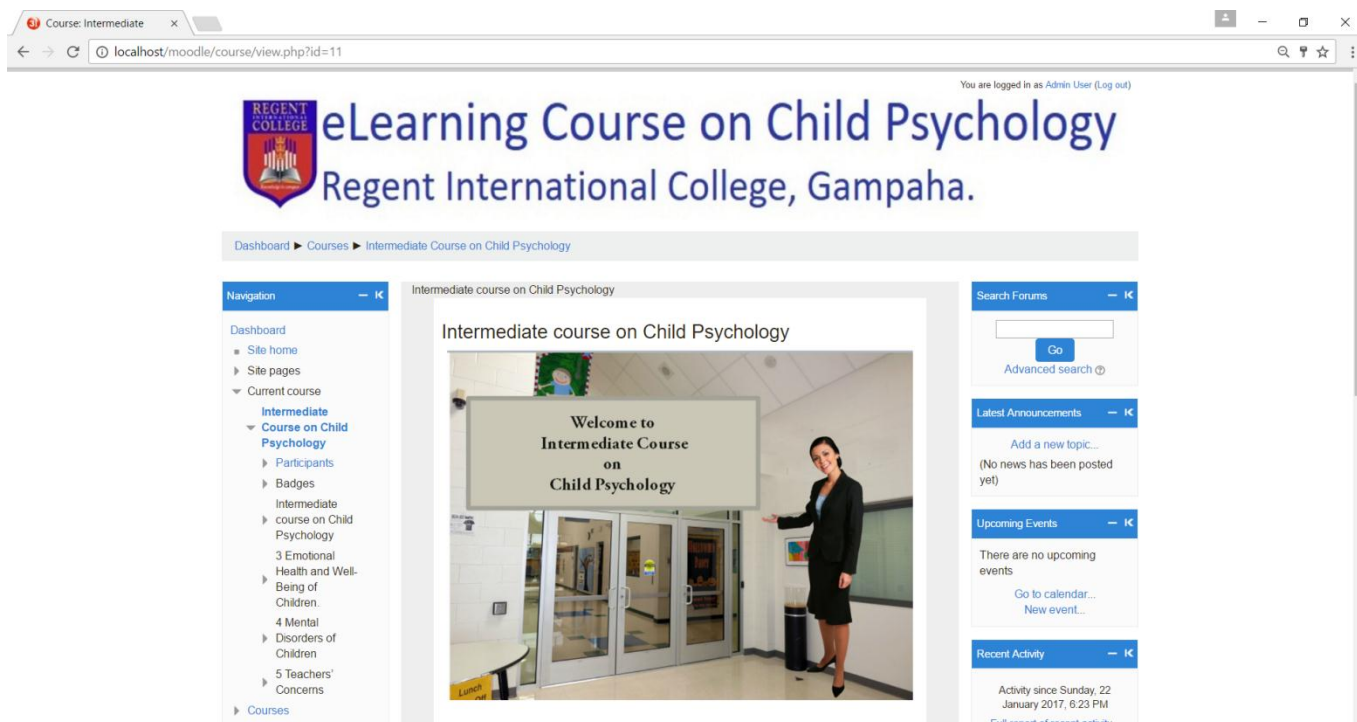 Course: Intermediate
localhost/moodle/course/view.php?id=11
You are logged in as Admin User (Log out)
REGENT
INTERNATIONAL
COLLEGE
eLearning Course on Child Psychology
Regent International College, Gampaha.
Dashboard ► Courses ► Intermediate Course on Child Psychology
Navigation
Dashboard
Site home
Site pages
Current course
Intermediate
Course on Child
Psychology
Participants
Badges
Intermediate
course on Child
Psychology
3 Emotional
Health and Well-
Being of
Children.
4 Mental
Disorders of
Children
5 Teachers'
Concerns
Courses
Intermediate course on Child Psychology
Intermediate course on Child Psychology
Welcome to
Intermediate Course
on
Child Psychology
Lunch
Search Forums
Go
Advanced search
Latest Announcements
Add a new topic...
(No news has been posted
yet)
Upcoming Events
There are no upcoming
events
Go to calendar...
New event...
Recent Activity
Activity since Sunday, 22
January 2017, 6:23 PM
Full report of recent activity